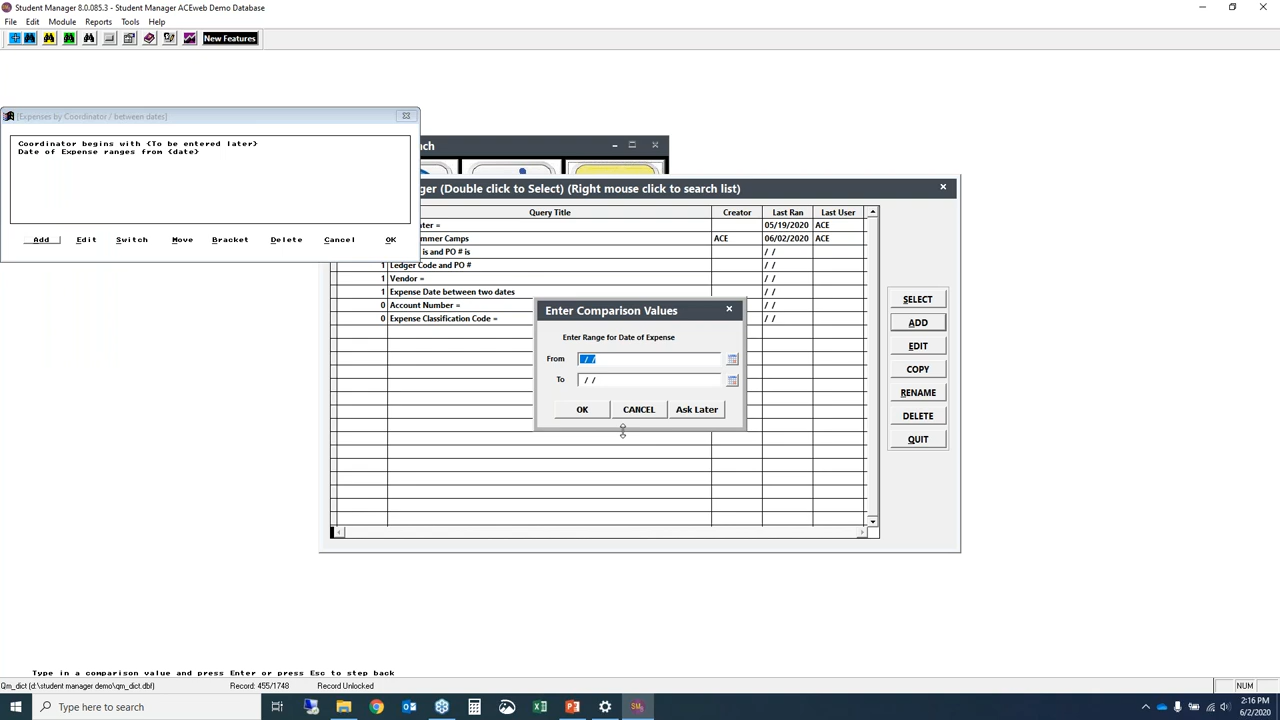 Student Manager 8.0.085.3 - Student Manager ACEweb Demo Database
File Edit Module Reports Tools Help
New Features
[Expenses by Coordinator / between dates]
Coordinator begins with {To be entered later}
Date of Expense ranges from {date}
Add Edit Switch Move Bracket Delete Cancel OK
ch
ger (Double click to Select) (Right mouse click to search list)
Query Title Creator Last Ran Last User
ter = 05/19/2020 ACE
mmer Camps ACE 06/02/2020 ACE
is and PO # is / /
1 Ledger Code and PO # / /
1 Vendor = / /
1 Expense Date between two dates / /
0 Account Number = / /
0 Expense Classification Code = / /
SELECT
ADD
EDIT
COPY
RENAME
DELETE
QUIT
Enter Comparison Values
Enter Range for Date of Expense
From / /
To / /
OK CANCEL Ask Later
Type in a comparison value and press Enter or press Esc to step back
Qm_dict (d:\student manager demo\qm_dict.dbf) Record: 455/1748 Record Unlocked NUM
Type here to search
2:16 PM
6/2/2020